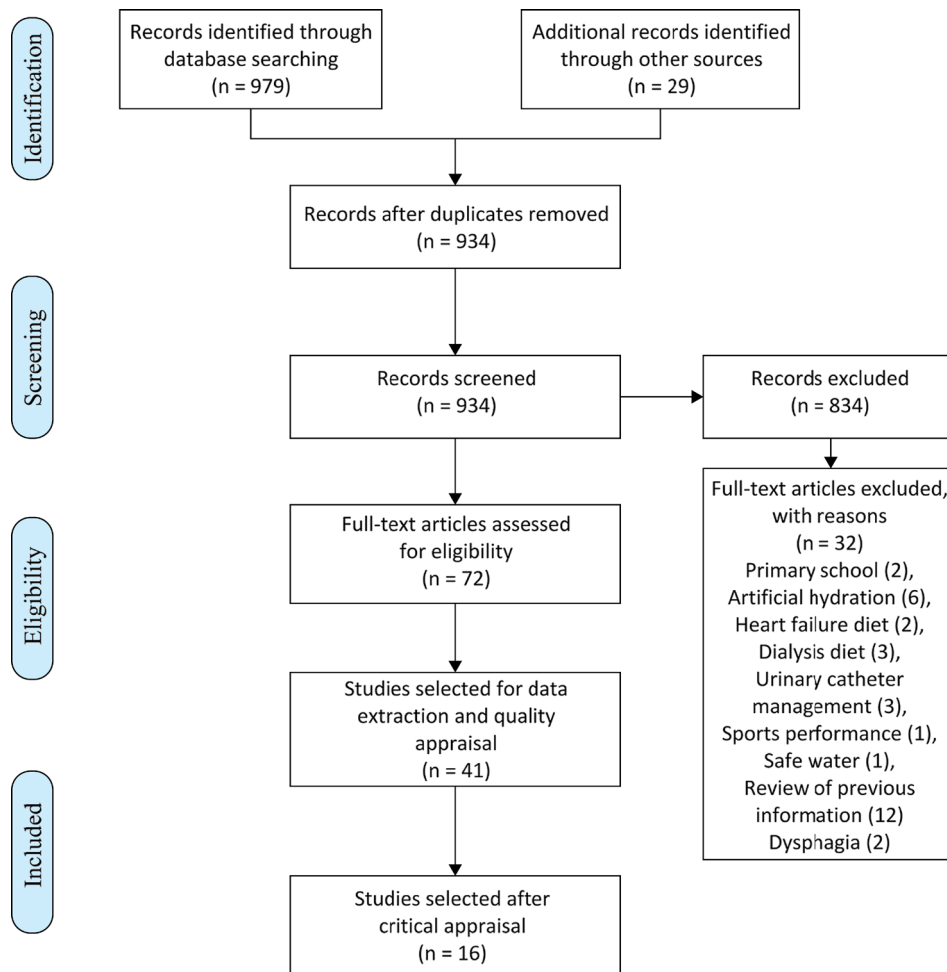 Identification
Records identified through
database searching
(n = 979)
Additional records identified
through other sources
(n = 29)
Records after duplicates removed
(n = 934)
Screening
Records screened
(n = 934)
Records excluded
(n = 834)
Eligibility
Full-text articles assessed
for eligibility
(n = 72)
Full-text articles excluded,
with reasons
(n = 32)
Primary school (2),
Artificial hydration (6),
Heart failure diet (2),
Dialysis diet (3),
Urinary catheter
management (3),
Sports performance (1),
Safe water (1),
Review of previous
information (12)
Dysphagia (2)
Studies selected for data
extraction and quality
appraisal
(n = 41)
Included
Studies selected after
critical appraisal
(n = 16)